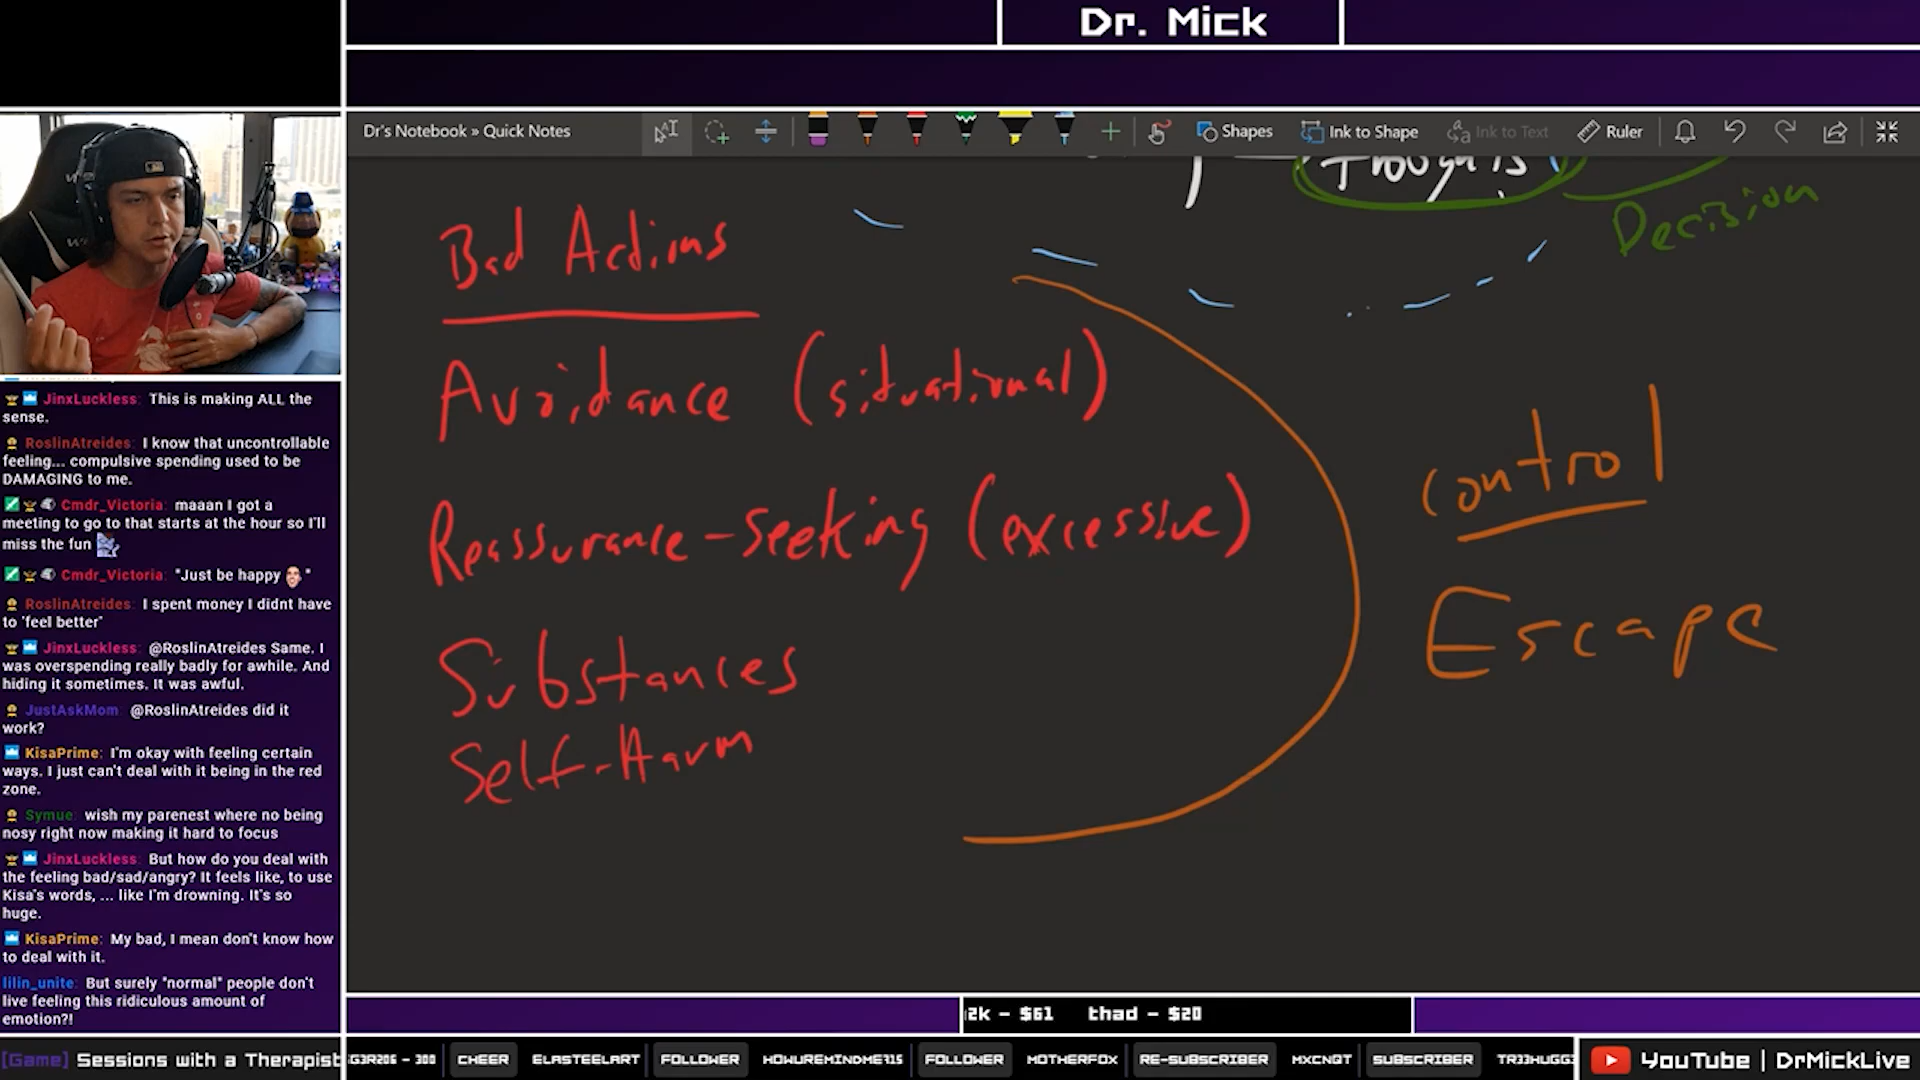 Dr. Mick
Dr's Notebook » Quick Notes
Shapes
Ink to Shape
Ink to Text
Ruler
Thoughts
Decision
Bad Actions
Avoidance (situational)
Reassurance-seeking (excessive)
Substances
Self-Harm
control
Escape
JinxLuckless: This is making ALL the
sense.
RoslinAtreides: I know that uncontrollable
feeling... compulsive spending used to be
DAMAGING to me.
Cmdr_Victoria: maaan I got a
meeting to go to that starts at the hour so I'll
miss the fun
Cmdr_Victoria: "Just be happy "
RoslinAtreides: I spent money I didnt have
to 'feel better'
JinxLuckless: @RoslinAtreides Same. I
was overspending really badly for awhile. And
hiding it sometimes. It was awful.
JustAskMom: @RoslinAtreides did it
work?
KisaPrime: I'm okay with feeling certain
ways. I just can't deal with it being in the red
zone.
Symue: wish my parenest where no being
nosy right now making it hard to focus
JinxLuckless: But how do you deal with
the feeling bad/sad/angry? It feels like, to use
Kisa's words, ... like I'm drowning. It's so
huge.
KisaPrime: My bad, I mean don't know how
to deal with it.
lilin_unite: But surely "normal" people don't
live feeling this ridiculous amount of
emotion?!
2k - $61 thad - $20
[Game] Sessions with a Therapist
G3R206 - 300 CHEER ELASTEELART FOLLOWER HOWUREMINDME715 FOLLOWER MOTHERFOX RE-SUBSCRIBER MXCNQT SUBSCRIBER TR33HUGG3
YouTube | DrMickLive